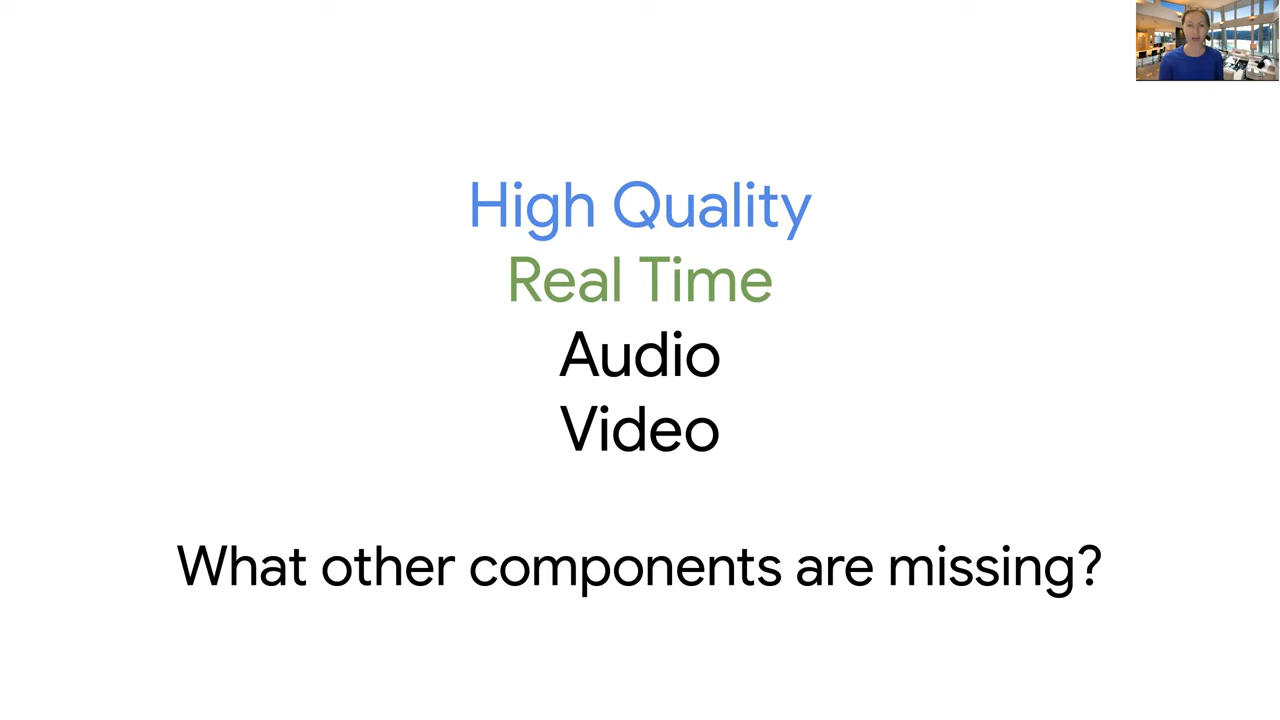 High Quality
Real Time
Audio
Video
What other components are missing?